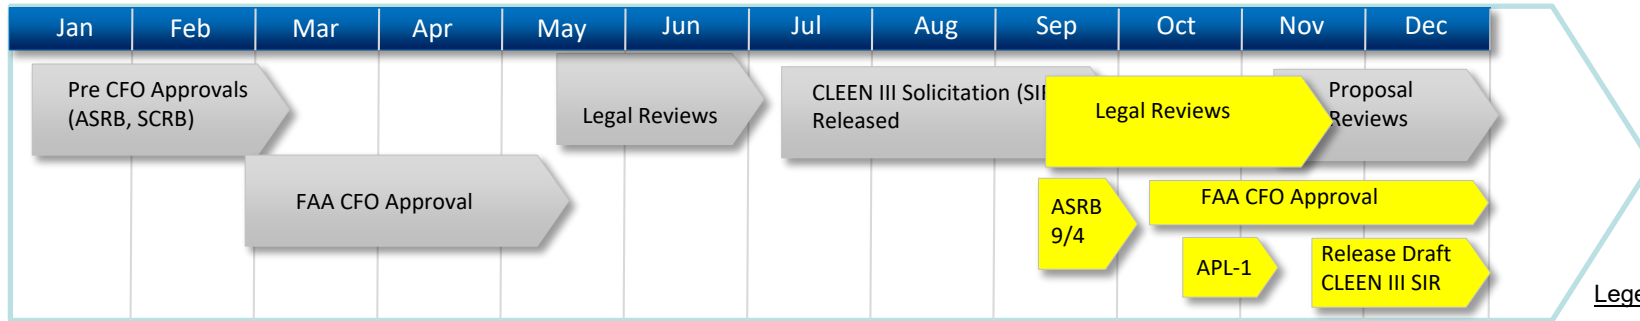 Jan Feb Mar Apr May Jun Jul Aug Sep Oct Nov Dec
Pre CFO Approvals
(ASRB, SCRB)
Legal Reviews
CLEEN III Solicitation
Released
Legal Reviews
Proposal
Reviews
FAA CFO Approval
ASRB
9/4
FAA CFO Approval
APL-1
Release Draft
CLEEN III SIR